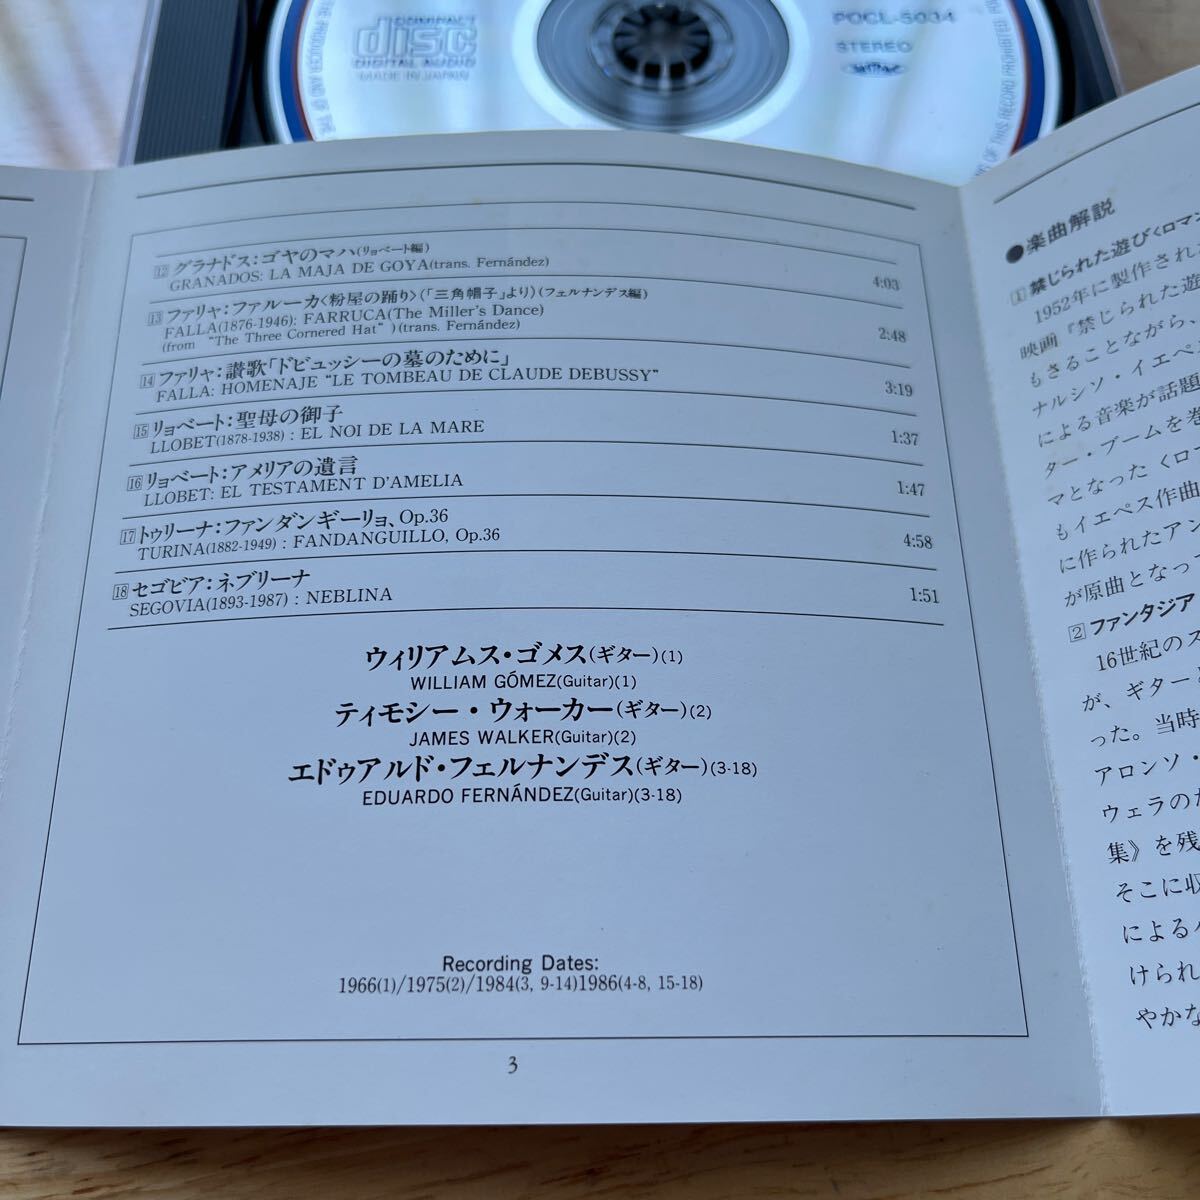 COMPACT
disc
DIGITAL AUDIO
MADE IN JAPAN
POCL-5034
STEREO
OF THIS RECORD PROHIBITED
12 グラナドス：ゴヤのマハ(リョベート編)
GRANADOS: LA MAJA DE GOYA(trans. Fernández)
4:03
13 ファリャ：ファルーカ〈粉屋の踊り〉（「三角帽子」より）(フェルナンデス編)
FALLA(1876-1946): FARRUCA(The Miller's Dance)
(from “The Three Cornered Hat”)(trans. Fernández)
2:48
14 ファリャ：讃歌「ドビュッシーの墓のために」
FALLA: HOMENAJE “LE TOMBEAU DE CLAUDE DEBUSSY”
3:19
15 リョベート：聖母の御子
LLOBET(1878-1938) : EL NOI DE LA MARE
1:37
16 リョベート：アメリアの遺言
LLOBET: EL TESTAMENT D'AMELIA
1:47
17 トゥリーナ：ファンダンギーリョ、Op.36
TURINA(1882-1949) : FANDANGUILLO, Op.36
4:58
18 セゴビア：ネブリーナ
SEGOVIA(1893-1987) : NEBLINA
1:51
ウィリアムス・ゴメス(ギター)(1)
WILLIAM GÓMEZ(Guitar)(1)
ティモシー・ウォーカー(ギター)(2)
JAMES WALKER(Guitar)(2)
エドゥアルド・フェルナンデス(ギター)(3-18)
EDUARDO FERNÁNDEZ(Guitar)(3-18)
Recording Dates:
1966(1)/1975(2)/1984(3, 9-14)1986(4-8, 15-18)
3
●楽曲解説
1 禁じられた遊び〈ロマン
1952年に製作され
映画『禁じられた遊
もさることながら、
ナルシソ・イエペ
による音楽が話題
ター・ブームを巻
マとなった〈ロー
もイエペス作曲
に作られたアン
が原曲となって
2 ファンタジア
16世紀のス
が、ギターと
った。当時
アロンソ・
ウェラのた
集》を残
そこに収
による
けられ
やかな